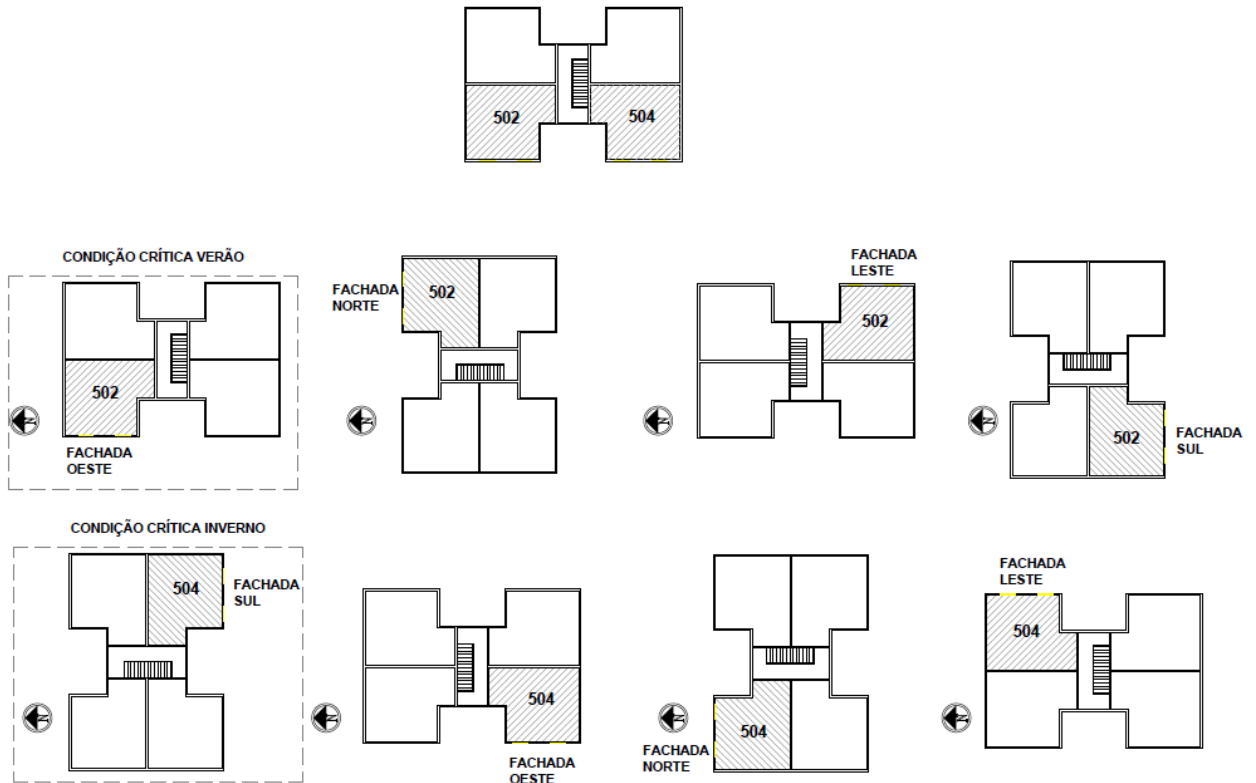 502
504
CONDIÇÃO CRÍTICA VERÃO
502
N
FACHADA
OESTE
FACHADA
NORTE
502
N
FACHADA
LESTE
502
N
502
FACHADA
SUL
N
CONDIÇÃO CRÍTICA INVERNO
504
FACHADA
SUL
N
504
FACHADA
OESTE
N
504
FACHADA
NORTE
N
FACHADA
LESTE
504
N